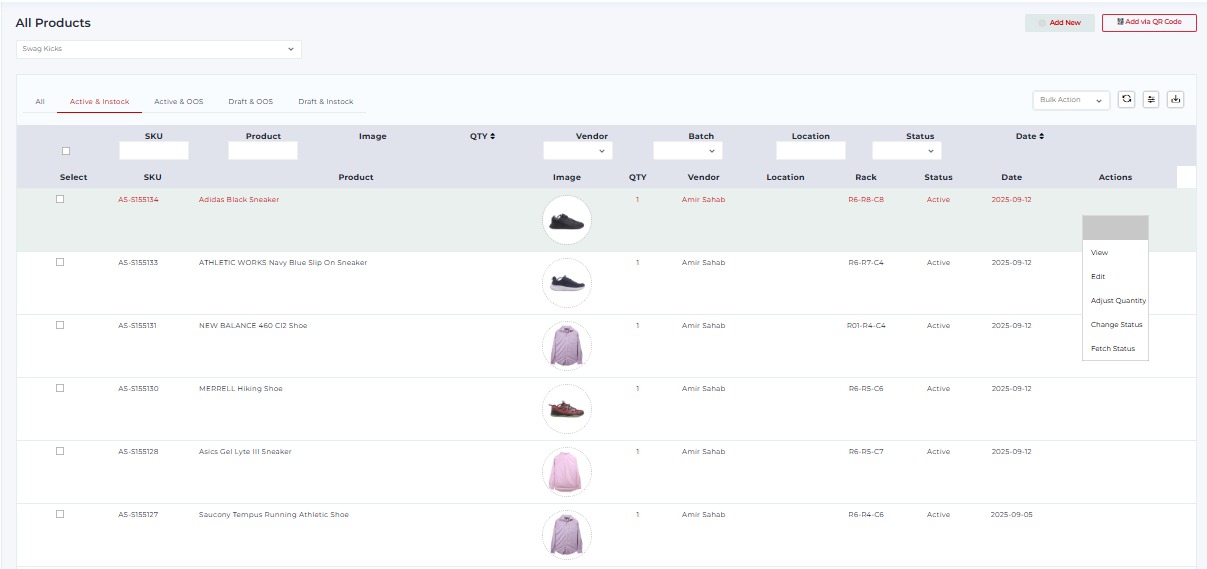 All Products
Add New
Add via QR Code
Swag Kicks
All
Active & Instock
Active & OOS
Draft & OOS
Draft & Instock
Bulk Action
SKU Product Image QTY Vendor Batch Location Status Date
Select SKU Product Image QTY Vendor Location Rack Status Date Actions
AS-S155134 Adidas Black Sneaker 1 Amir Sahab R6-R8-C8 Active 2025-09-12
View
AS-S155133 ATHLETIC WORKS Navy Blue Slip On Sneaker 1 Amir Sahab R6-R7-C4 Active 2025-09-12
Edit
Adjust Quantity
AS-S155131 NEW BALANCE 460 Cl2 Shoe 1 Amir Sahab R01-R4-C4 Active 2025-09-12
Change Status
Fetch Status
AS-S155130 MERRELL Hiking Shoe 1 Amir Sahab R6-R5-C6 Active 2025-09-12
AS-S155128 Asics Gel Lyte III Sneaker 1 Amir Sahab R6-R5-C7 Active 2025-09-12
AS-S155127 Saucony Tempus Running Athletic Shoe 1 Amir Sahab R6-R4-C6 Active 2025-09-05